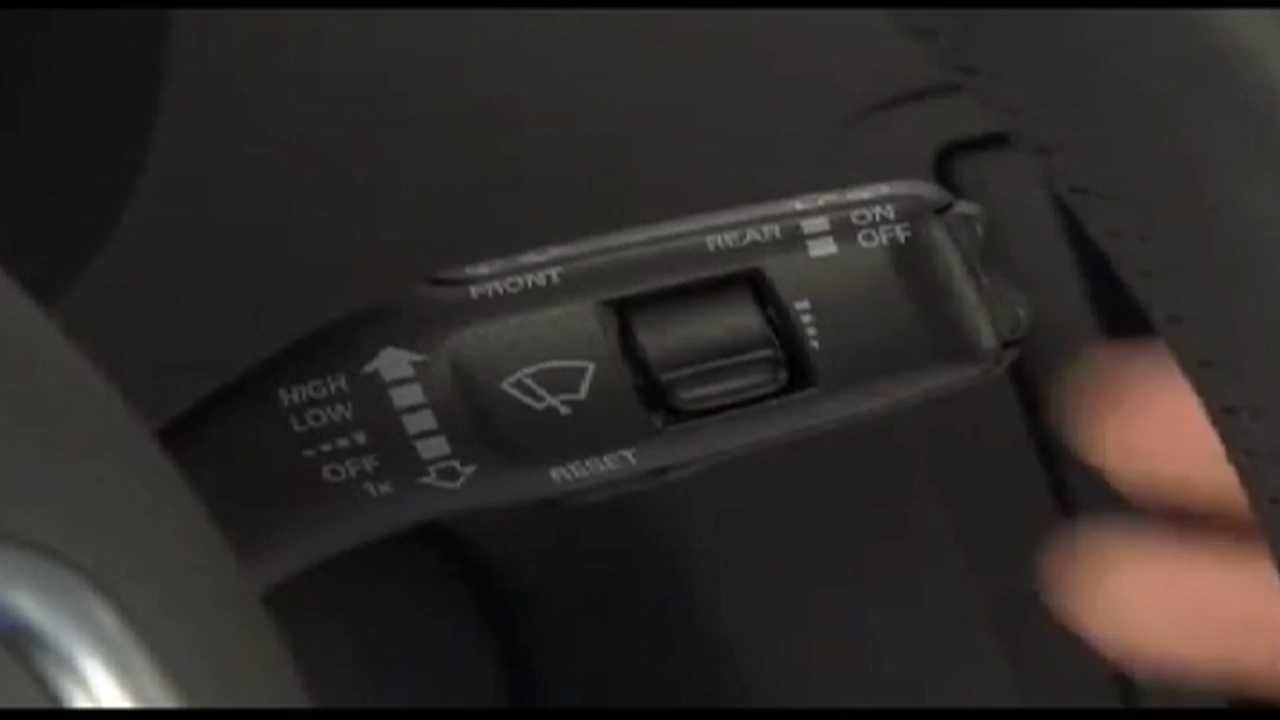 ON
REAR OFF
FRONT
HIGH
LOW
OFF
1x
RESET